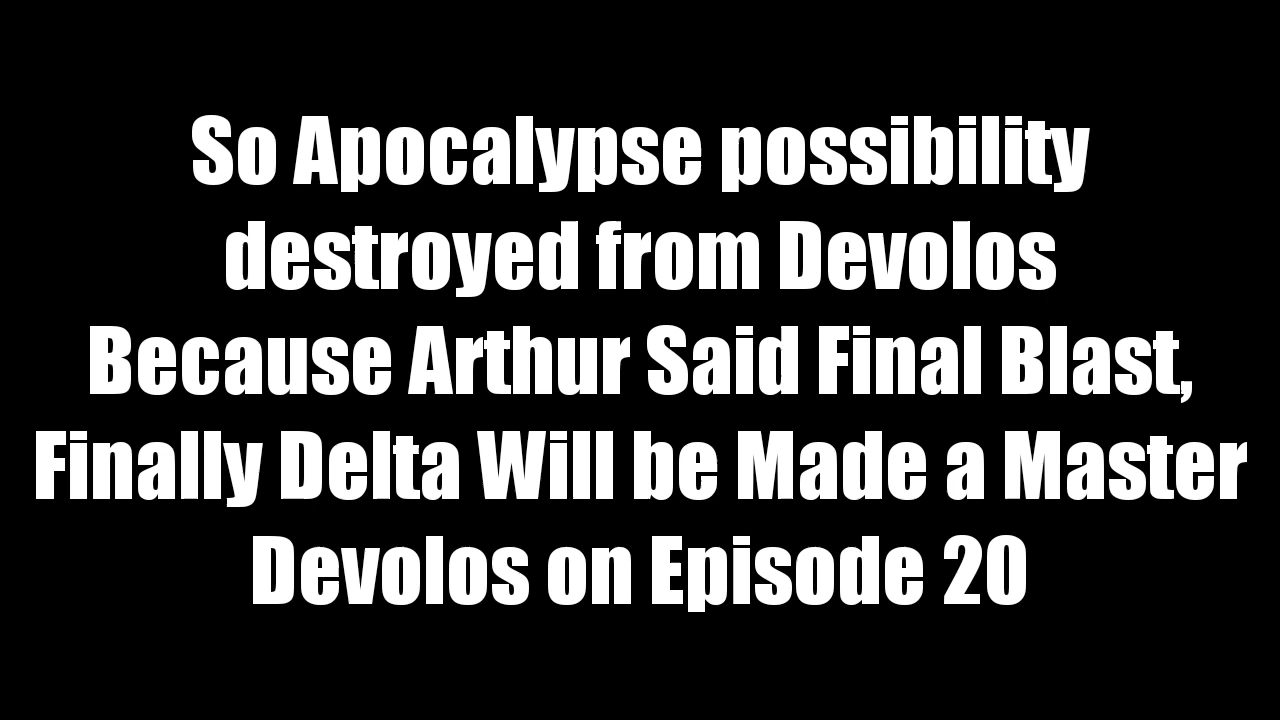 So Apocalypse possibility
destroyed from Devolos
Because Arthur Said Final Blast,
Finally Delta Will be Made a Master
Devolos on Episode 20